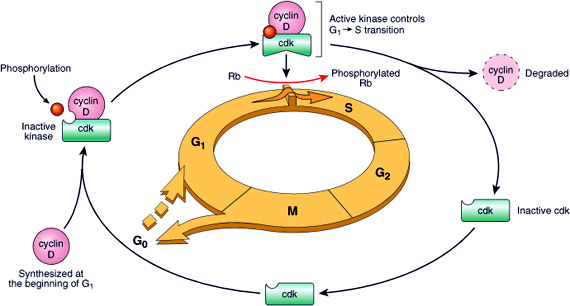 cyclin
D
cdk
Active kinase controls
G₁ → S transition
Rb
Phosphorylated
Rb
cyclin
D
Degraded
Phosphorylation
cyclin
D
cdk
Inactive
kinase
S
G₁
G₂
M
G₀
cdk
Inactive cdk
cyclin
D
Synthesized at
the beginning of G₁
cdk